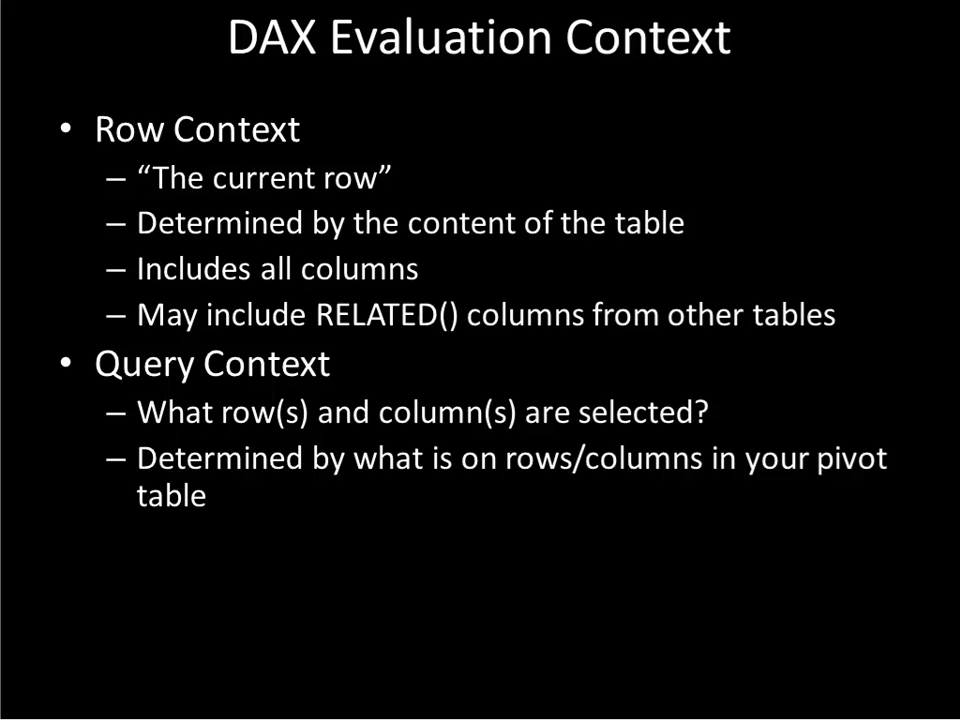 DAX Evaluation Context
• Row Context
– “The current row”
– Determined by the content of the table
– Includes all columns
– May include RELATED() columns from other tables
• Query Context
– What row(s) and column(s) are selected?
– Determined by what is on rows/columns in your pivot
table